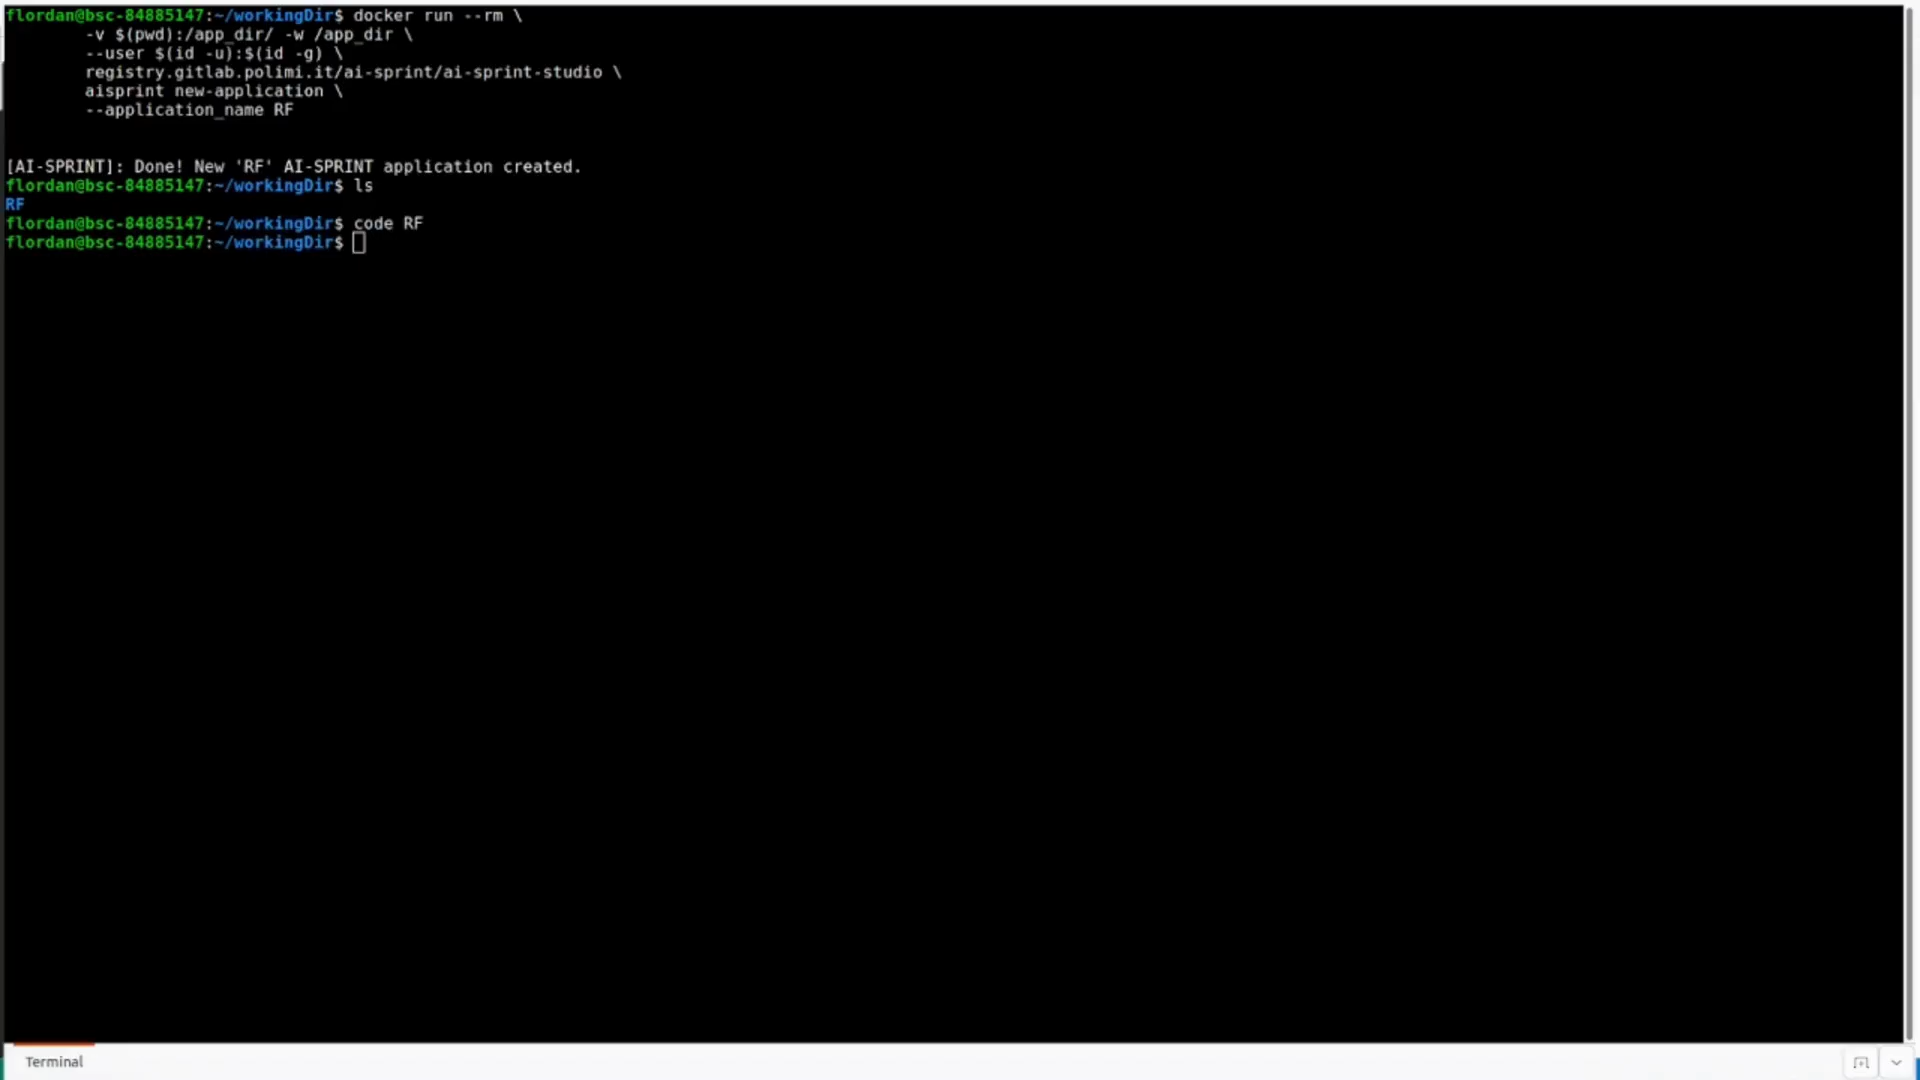 flordan@bsc-84885147:~/workingDir$ docker run --rm \
-v $(pwd):/app_dir/ -w /app_dir \
--user $(id -u):$(id -g) \
registry.gitlab.polimi.it/ai-sprint/ai-sprint-studio \
aisprint new-application \
--application_name RF
[AI-SPRINT]: Done! New 'RF' AI-SPRINT application created.
flordan@bsc-84885147:~/workingDir$ ls
RF
flordan@bsc-84885147:~/workingDir$ code RF
flordan@bsc-84885147:~/workingDir$
Terminal